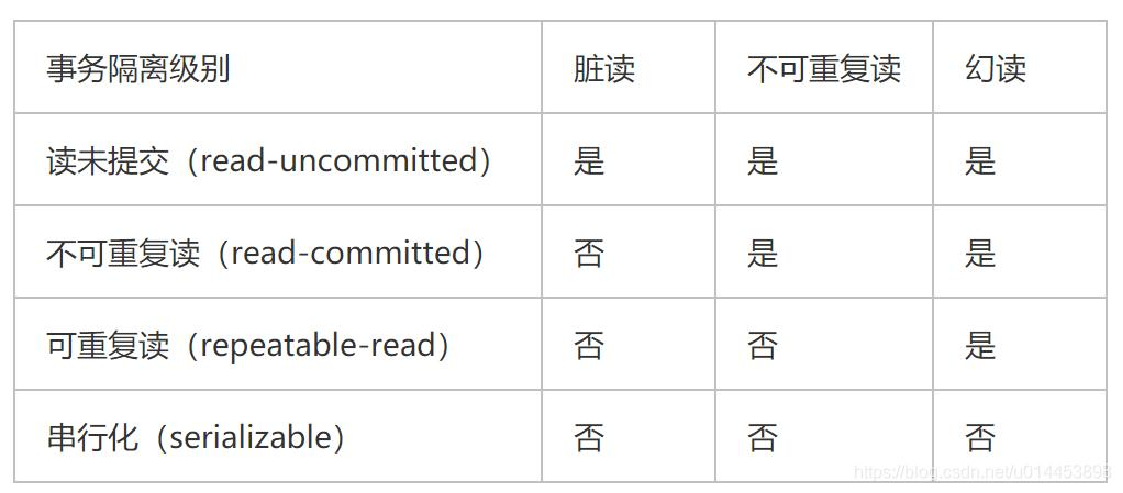 事务隔离级别 脏读 不可重复读 幻读
读未提交（read-uncommitted） 是 是 是
不可重复读（read-committed） 否 是 是
可重复读（repeatable-read） 否 否 是
串行化（serializable） 否 否 否
https://blog.csdn.net/u014453898